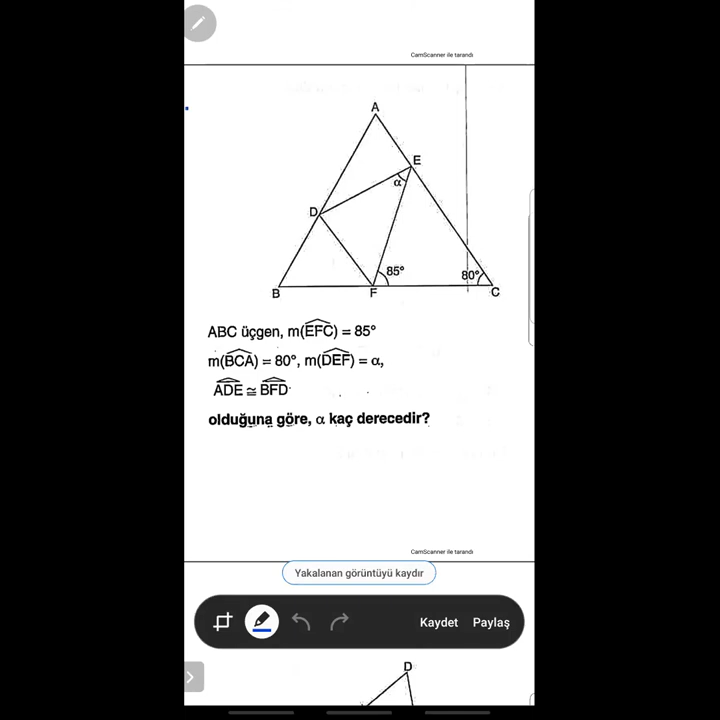 CamScanner ile tarandı
A
E
α
D
85°
80°
B
F
C
ABC üçgen, m(EFC) = 85°
m(BCA) = 80°, m(DEF) = α,
ADE ≅ BFD
olduğuna göre, α kaç derecedir?
CamScanner ile tarandı
Yakalanan görüntüyü kaydır
Kaydet Paylaş
D